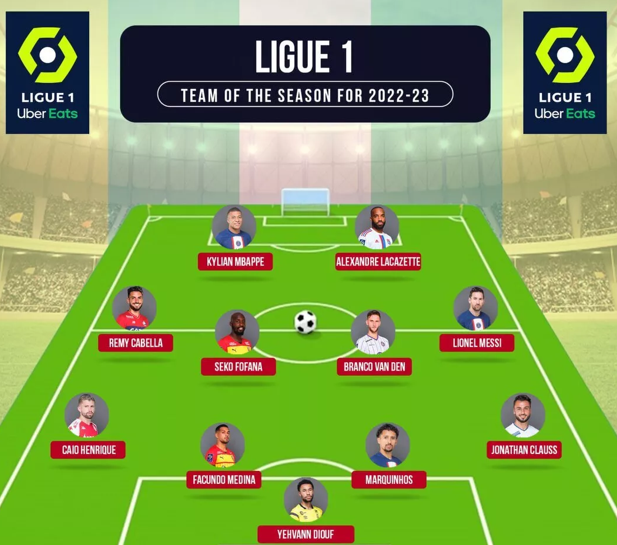 LIGUE 1
TEAM OF THE SEASON FOR 2022-23
LIGUE 1
Uber Eats
LIGUE 1
Uber Eats
KYLIAN MBAPPE
ALEXANDRE LACAZETTE
REMY CABELLA
SEKO FOFANA
BRANCO VAN DEN
LIONEL MESSI
CAIO HENRIQUE
FACUNDO MEDINA
MARQUINHOS
JONATHAN CLAUSS
YEHVANN DIOUF